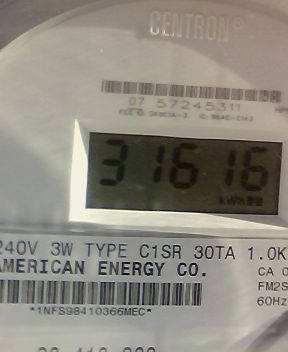 CENTRON®
07 57245311
31616
kWh
240V 3W TYPE C1SR 30TA 1.0K
AMERICAN ENERGY CO.
CA 0
FM2S
60Hz
*1NFS98410366MEC*